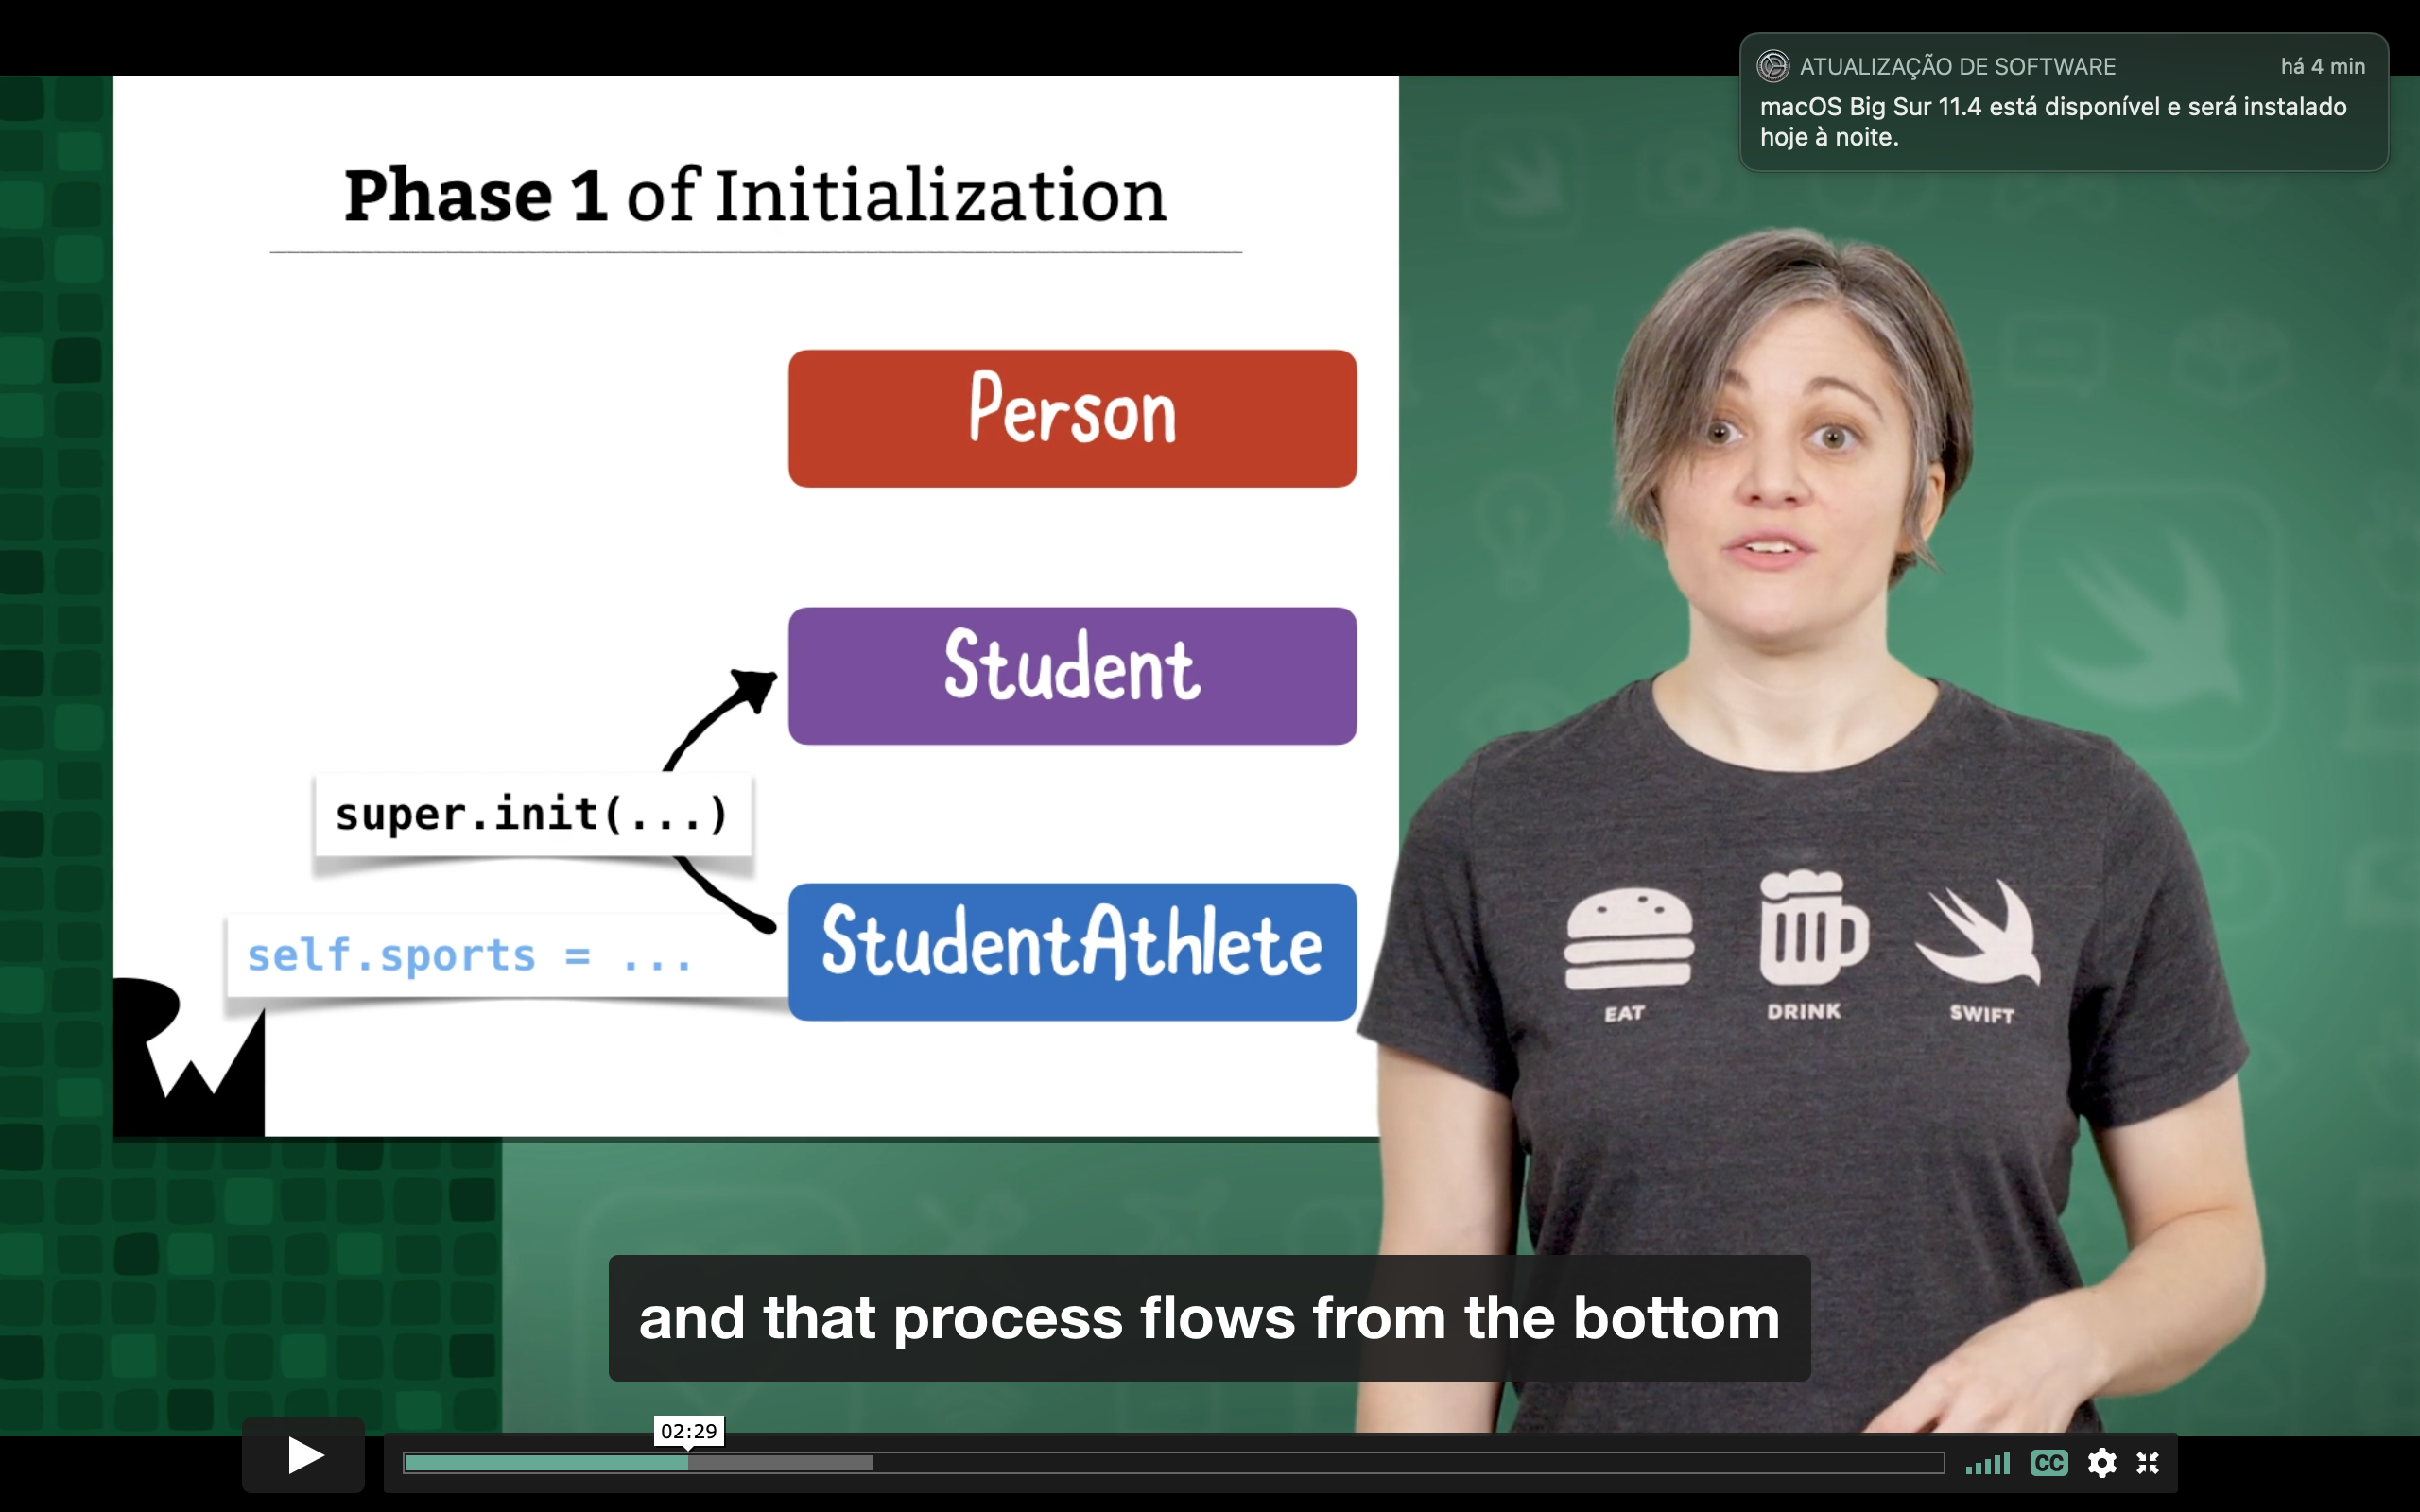 ATUALIZAÇÃO DE SOFTWARE há 4 min
macOS Big Sur 11.4 está disponível e será instalado
hoje à noite.
Phase 1 of Initialization
Person
Student
super.init(...)
self.sports = ...
StudentAthlete
EAT DRINK SWIFT
and that process flows from the bottom
02:29
CC